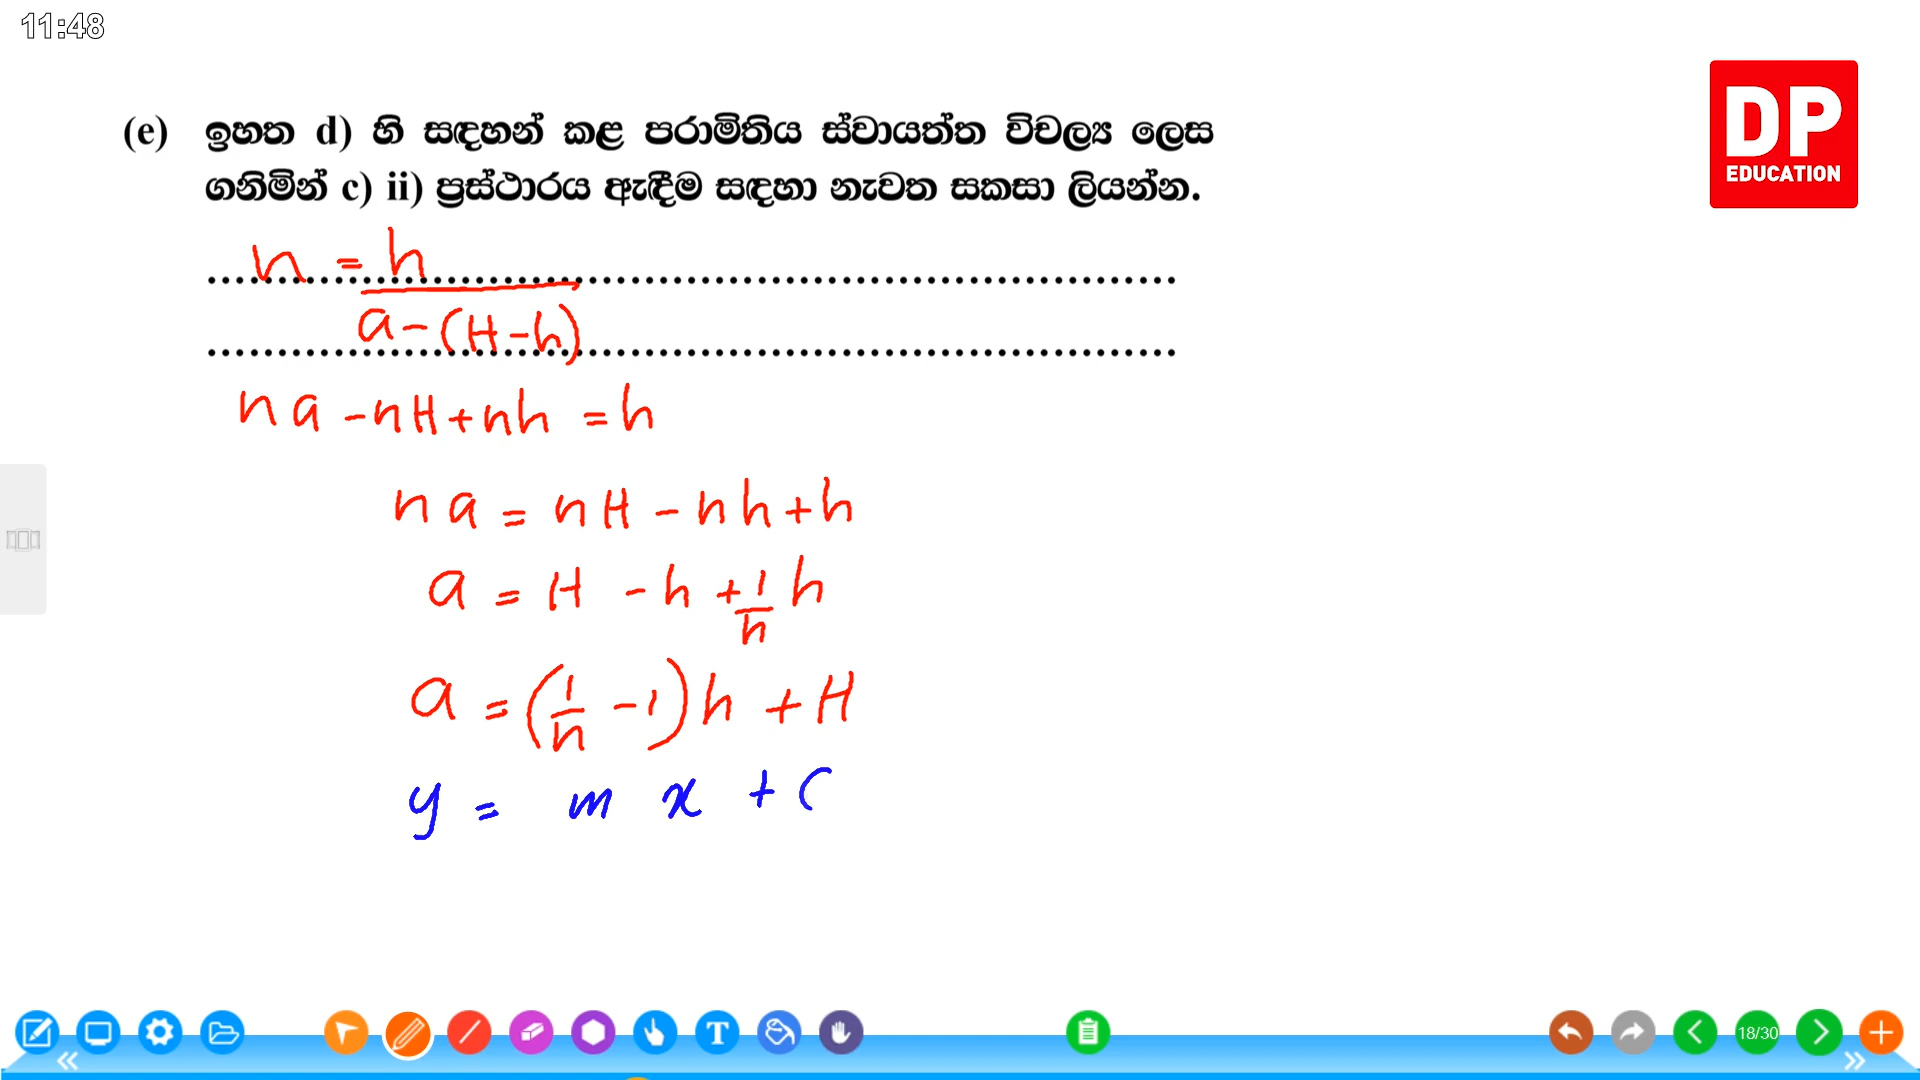 11:48
DP
EDUCATION
(e) ඉහත d) හි සඳහන් කළ පරාමිතිය ස්වායත්ත විචල්‍ය ලෙස
ගනිමින් c) ii) ප්‍රස්ථාරය ඇඳීම සඳහා නැවත සකසා ලියන්න.
n = h
a - (H - h)
na - nH + nh = h
na = nH - nh + h
a = H - h + 1/n h
a = (1/n - 1) h + H
y = m x + C
T
18/30